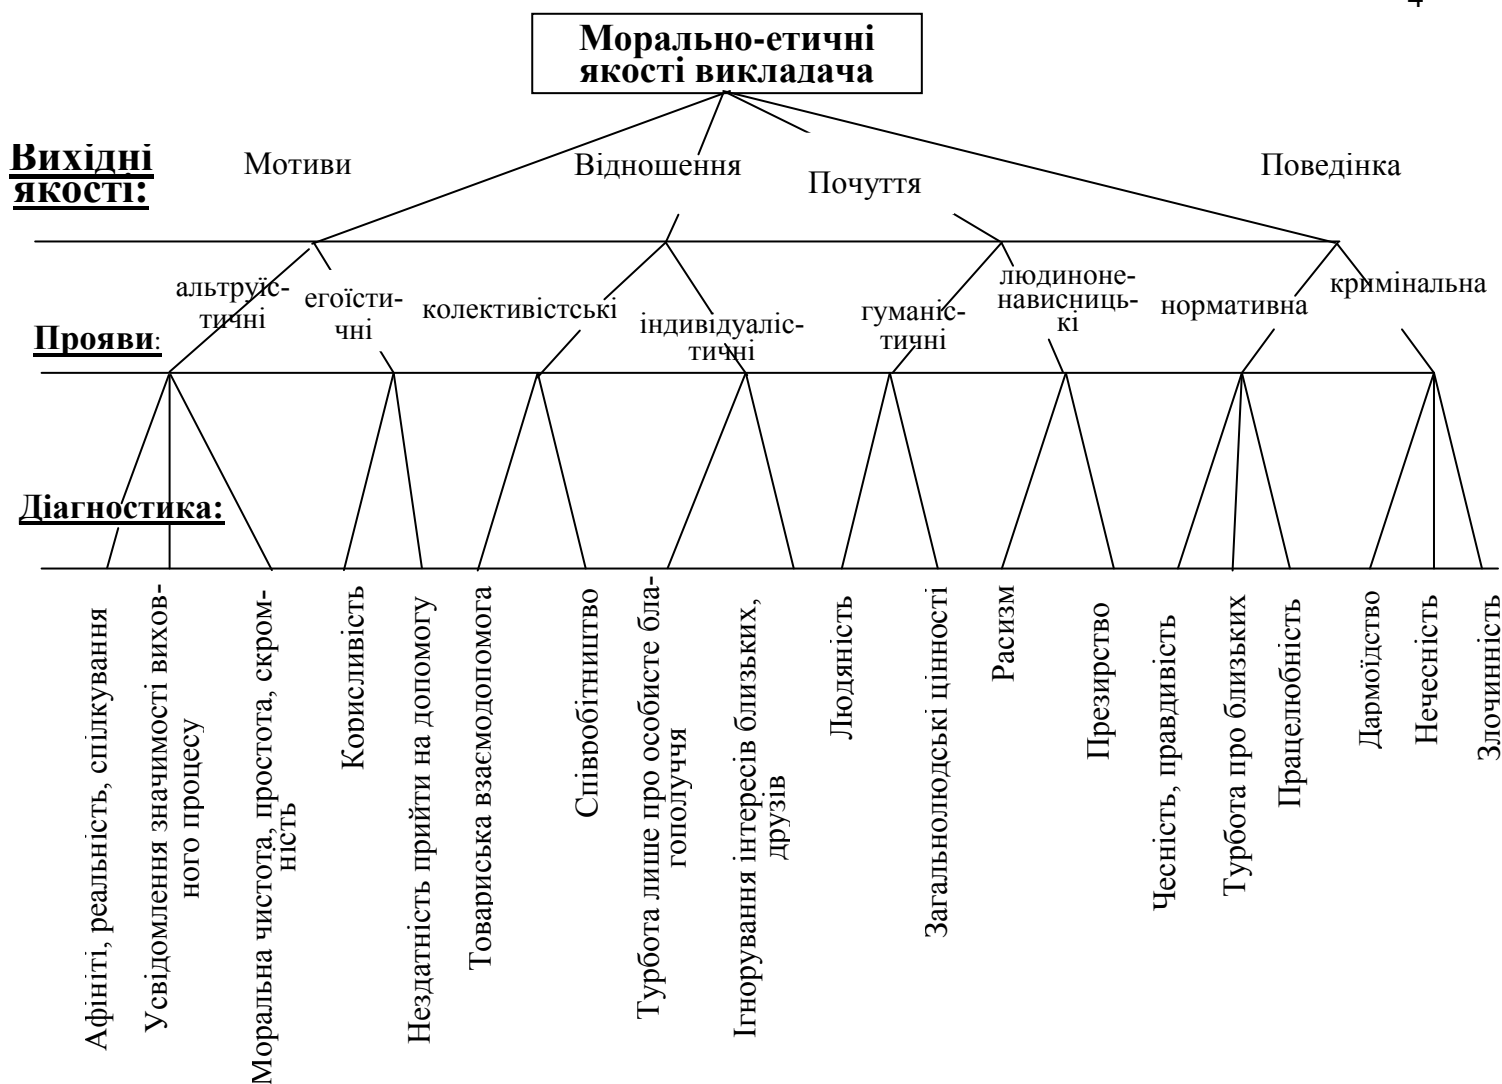 4
Морально-етичні
якості викладача
Вихідні
якості:
Мотиви
Відношення
Почуття
Поведінка
альтруїс-
тичні
егоїсти-
чні
колективістські
індивідуаліс-
тичні
гуманіс-
тичні
людиноне-
нависниць-
кі
нормативна
кримінальна
Прояви:
Діагностика:
Афініті, реальність, спілкування
Усвідомлення значимості вихов-
ного процесу
Моральна чистота, простота, скром-
ність
Корисливість
Нездатність прийти на допомогу
Товариська взаємодопомога
Співробітництво
Турбота лише про особисте бла-
гополуччя
Ігнорування інтересів близьких,
друзів
Людяність
Загальнолюдські цінності
Расизм
Презирство
Чесність, правдивість
Турбота про близьких
Працелюбність
Дармоїдство
Нечесність
Злочинність